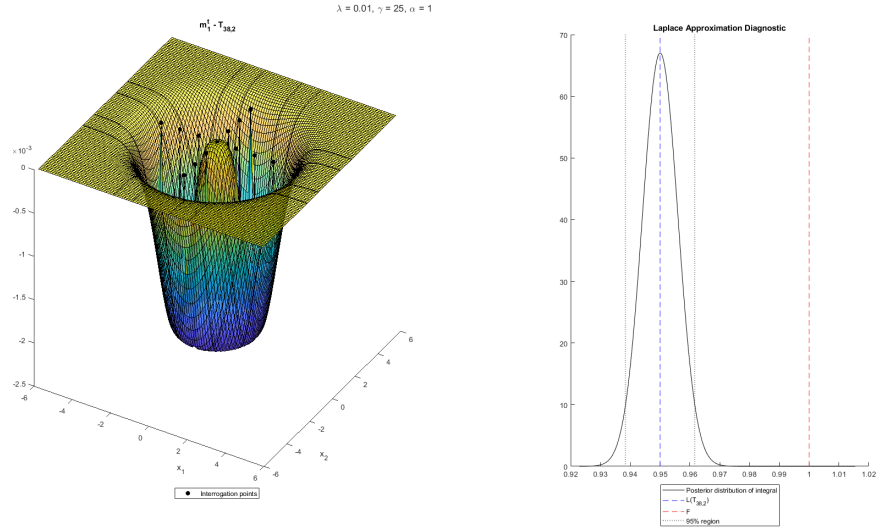 λ = 0.01, γ = 25, α = 1
m₁ᵗ - T₃₈,₂
×10⁻³
0
-0.5
-1
-1.5
-2
-2.5
-6
-4
-2
0
2
4
6
x₁
-6
-4
-2
0
2
4
6
x₂
Interrogation points
Laplace Approximation Diagnostic
70
60
50
40
30
20
10
0
0.92 0.93 0.94 0.95 0.96 0.97 0.98 0.99 1 1.01 1.02
Posterior distribution of integral
L(T₃₈,₂)
F
95% region